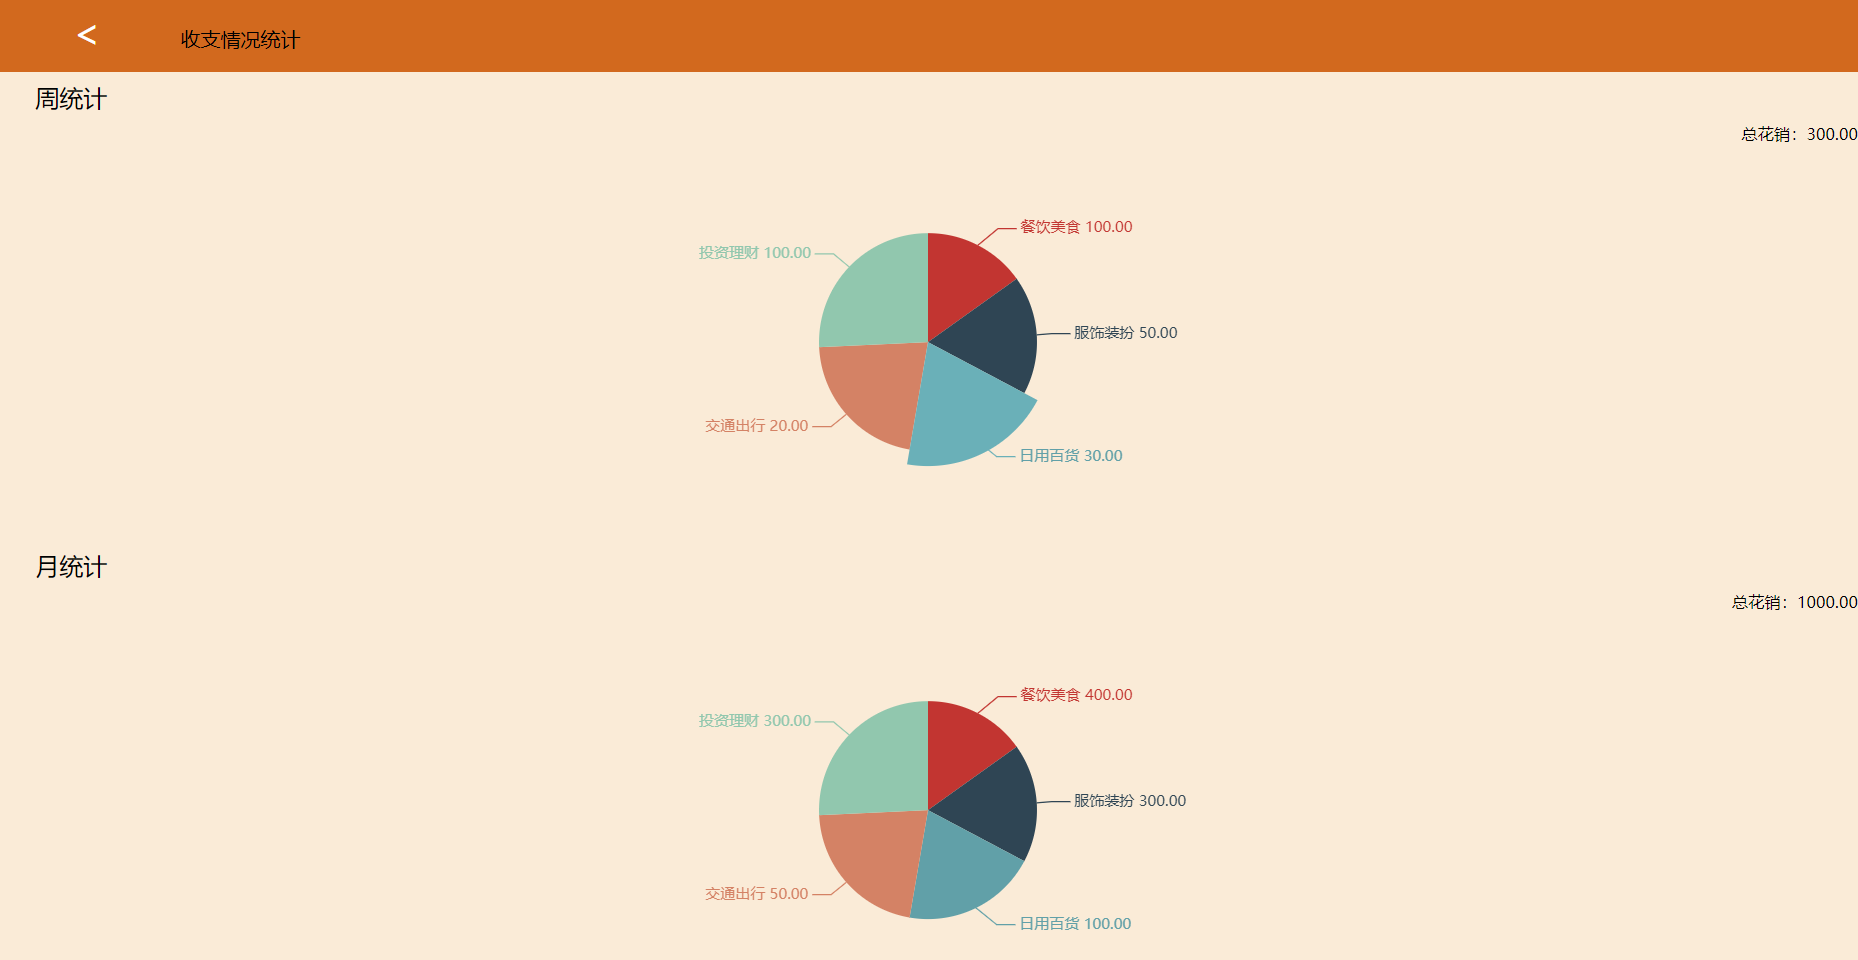 <
收支情况统计
周统计
总花销：300.00
餐饮美食 100.00
投资理财 100.00
服饰装扮 50.00
交通出行 20.00
日用百货 30.00
月统计
总花销：1000.00
餐饮美食 400.00
投资理财 300.00
服饰装扮 300.00
交通出行 50.00
日用百货 100.00